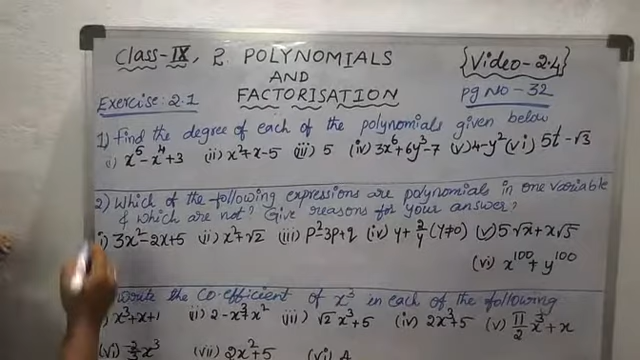 Class-IX, 2. POLYNOMIALS {Video-2.4}
AND
FACTORISATION Pg NO-32
Exercise: 2.1
1) Find the degree of each of the polynomials given below
i) x⁵-x⁴+3 (ii) x²+x-5 (iii) 5 (iv) 3x⁶+6y³-7 (v) 4-y² (vi) 5t-√3
2) Which of the following expressions are polynomials in one variable
& which are not? Give reasons for your answer?
i) 3x²-2x+5 ii) x²+√2 (iii) p²-3p+q (iv) y+2/y (y≠0) (v) 5√x+x√5
(vi) x¹⁰⁰+y¹⁰⁰
Write the co-efficient of x³ in each of the following
i) x³+x+1 ii) 2-x³+x² iii) √2x³+5 (iv) 2x³+5 (v) π/2 x³+x
(vi) -2/3 x³ (vii) 2x²+5 (vi) 4